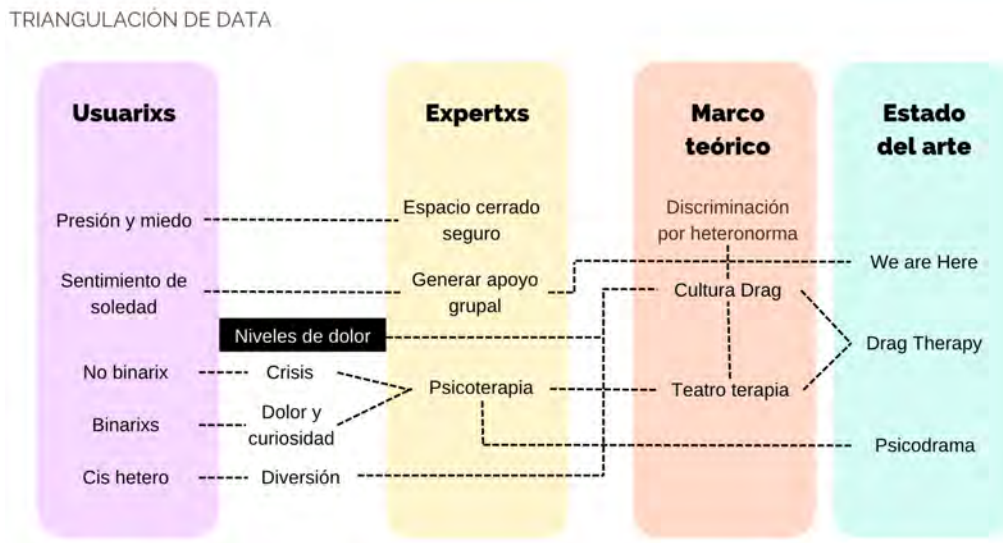 TRIANGULACIÓN DE DATA
Usuarixs
Presión y miedo
Sentimiento de
soledad
Niveles de dolor
No binarix
Crisis
Binarixs
Dolor y
curiosidad
Cis hetero
Diversión
Expertxs
Espacio cerrado
seguro
Generar apoyo
grupal
Psicoterapia
Marco
teórico
Discriminación
por heteronorma
Cultura Drag
Teatro terapia
Estado
del arte
We are Here
Drag Therapy
Psicodrama